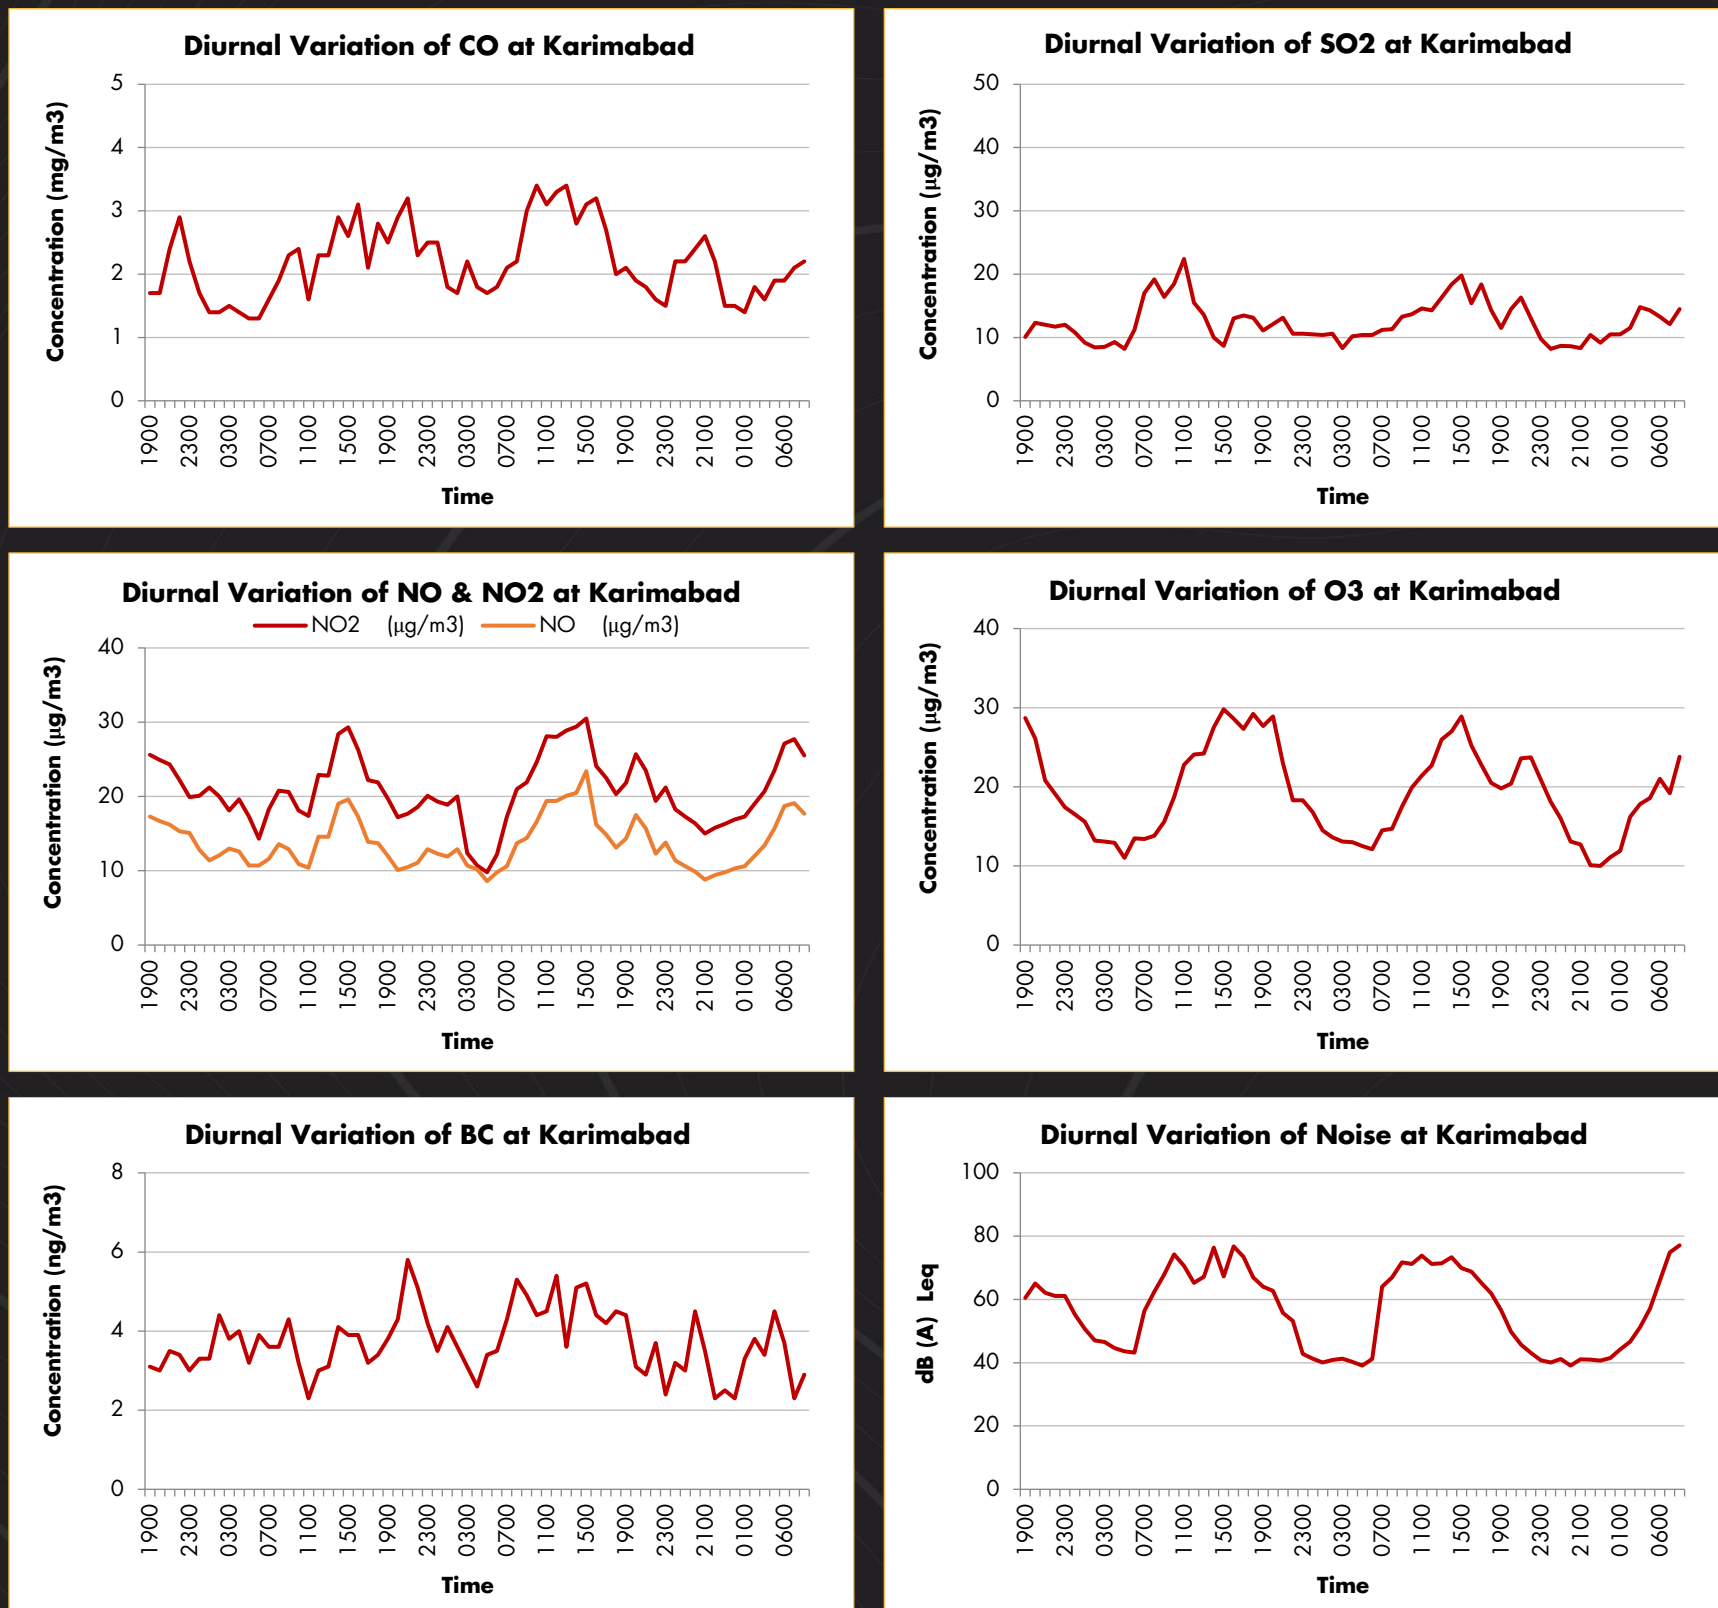 Diurnal Variation of CO at Karimabad
Concentration (mg/m3)
5
4
3
2
1
0
1900 2300 0300 0700 1100 1500 1900 2300 0300 0700 1100 1500 1900 2300 2100 0100 0600
Time
Diurnal Variation of SO2 at Karimabad
Concentration (µg/m3)
50
40
30
20
10
0
1900 2300 0300 0700 1100 1500 1900 2300 0300 0700 1100 1500 1900 2300 2100 0100 0600
Time
Diurnal Variation of NO & NO2 at Karimabad
NO2 (µg/m3) NO (µg/m3)
Concentration (µg/m3)
40
30
20
10
0
1900 2300 0300 0700 1100 1500 1900 2300 0300 0700 1100 1500 1900 2300 2100 0100 0600
Time
Diurnal Variation of O3 at Karimabad
Concentration (µg/m3)
40
30
20
10
0
1900 2300 0300 0700 1100 1500 1900 2300 0300 0700 1100 1500 1900 2300 2100 0100 0600
Time
Diurnal Variation of BC at Karimabad
Concentration (ng/m3)
8
6
4
2
0
1900 2300 0300 0700 1100 1500 1900 2300 0300 0700 1100 1500 1900 2300 2100 0100 0600
Time
Diurnal Variation of Noise at Karimabad
dB (A) Leq
100
80
60
40
20
0
1900 2300 0300 0700 1100 1500 1900 2300 0300 0700 1100 1500 1900 2300 2100 0100 0600
Time